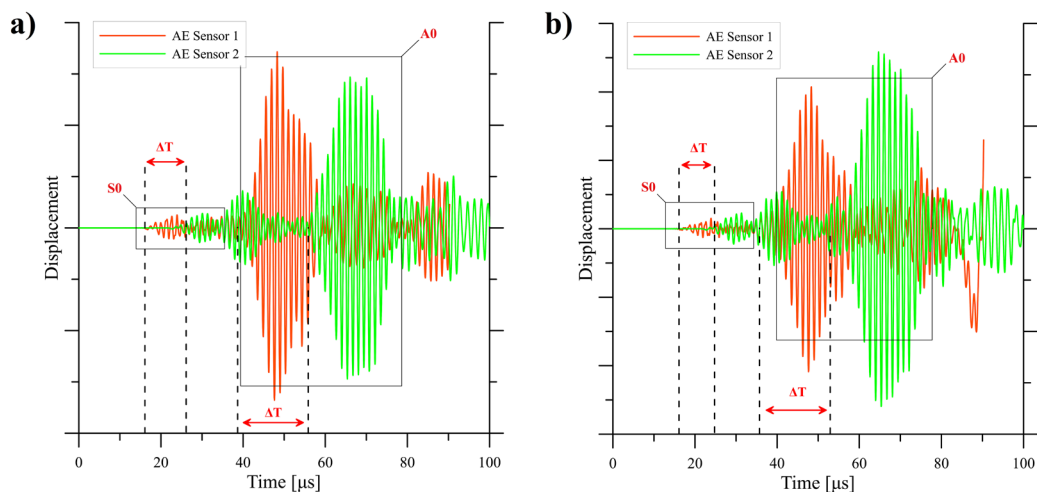 a)
AE Sensor 1
AE Sensor 2
A0
ΔT
S0
Displacement
ΔT
0
20
40
60
80
100
Time [μs]
b)
AE Sensor 1
AE Sensor 2
A0
ΔT
S0
Displacement
ΔT
0
20
40
60
80
100
Time [μs]